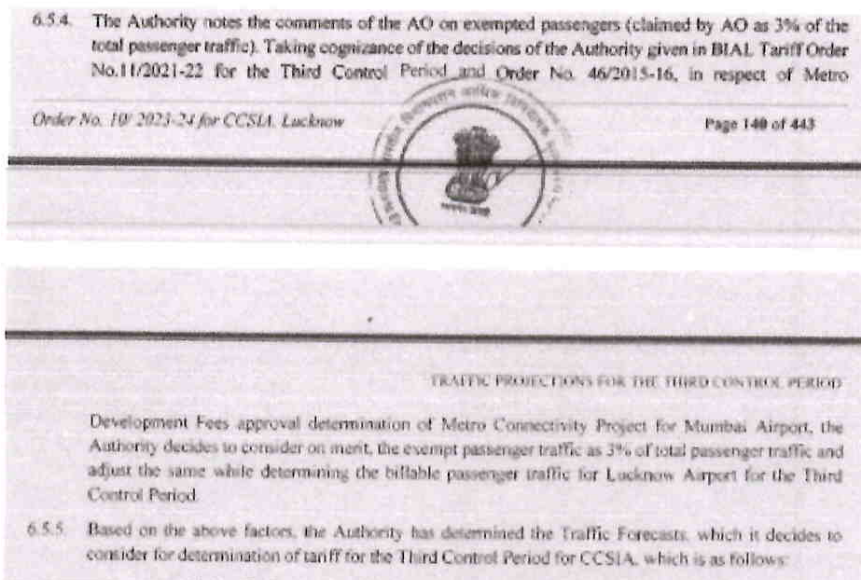 6.5.4. The Authority notes the comments of the AO on exempted passengers (claimed by AO as 3% of the
total passenger traffic). Taking cognizance of the decisions of the Authority given in BIAL Tariff Order
No.11/2021-22 for the Third Control Period and Order No. 46/2015-16, in respect of Metro
Order No. 10/ 2023-24 for CCSIA, Lucknow
Page 140 of 443
TRAFFIC PROJECTIONS FOR THE THIRD CONTROL PERIOD
Development Fees approval determination of Metro Connectivity Project for Mumbai Airport, the
Authority decides to consider on merit, the exempt passenger traffic as 3% of total passenger traffic and
adjust the same while determining the billable passenger traffic for Lucknow Airport for the Third
Control Period.
6.5.5. Based on the above factors, the Authority has determined the Traffic Forecasts, which it decides to
consider for determination of tariff for the Third Control Period for CCSIA, which is as follows: